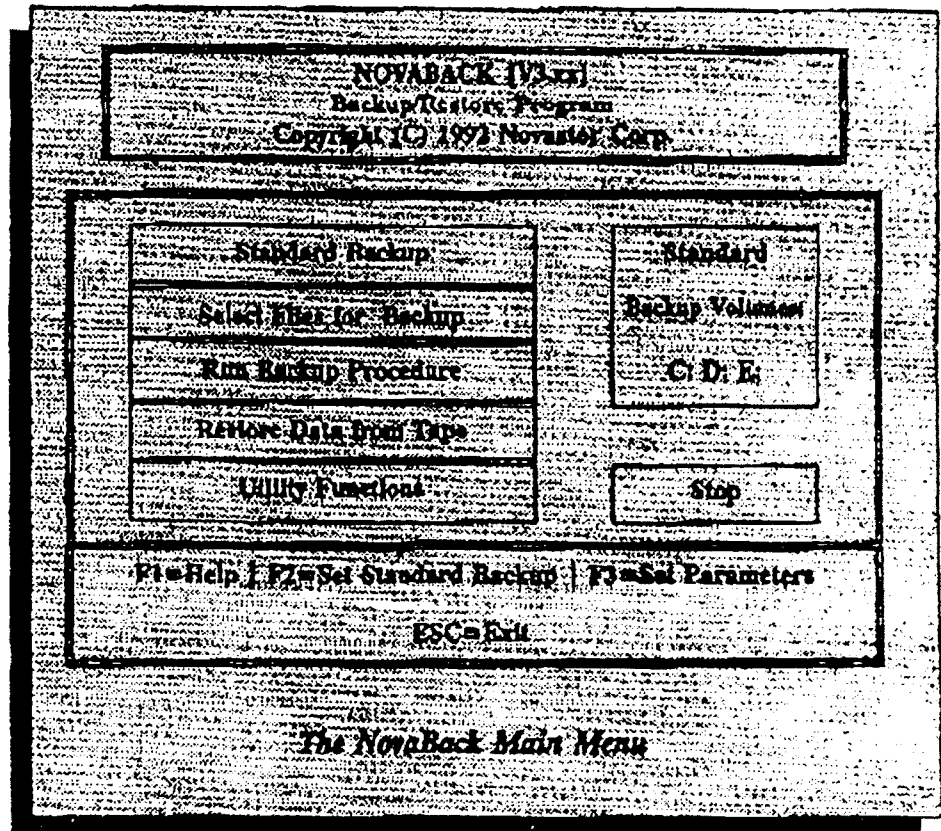 NOVABACK [V3.xx]
Backup/Restore Program
Copyright (C) 1992 Novastor Corp.
Standard Backup
Select Files for Backup
Run Backup Procedure
Restore Data from Tape
Utility Functions
Standard
Backup Volumes:
C: D: E:
Stop
F1=Help | F2=Set Standard Backup | F3=Set Parameters
ESC=Exit
The NovaBack Main Menu